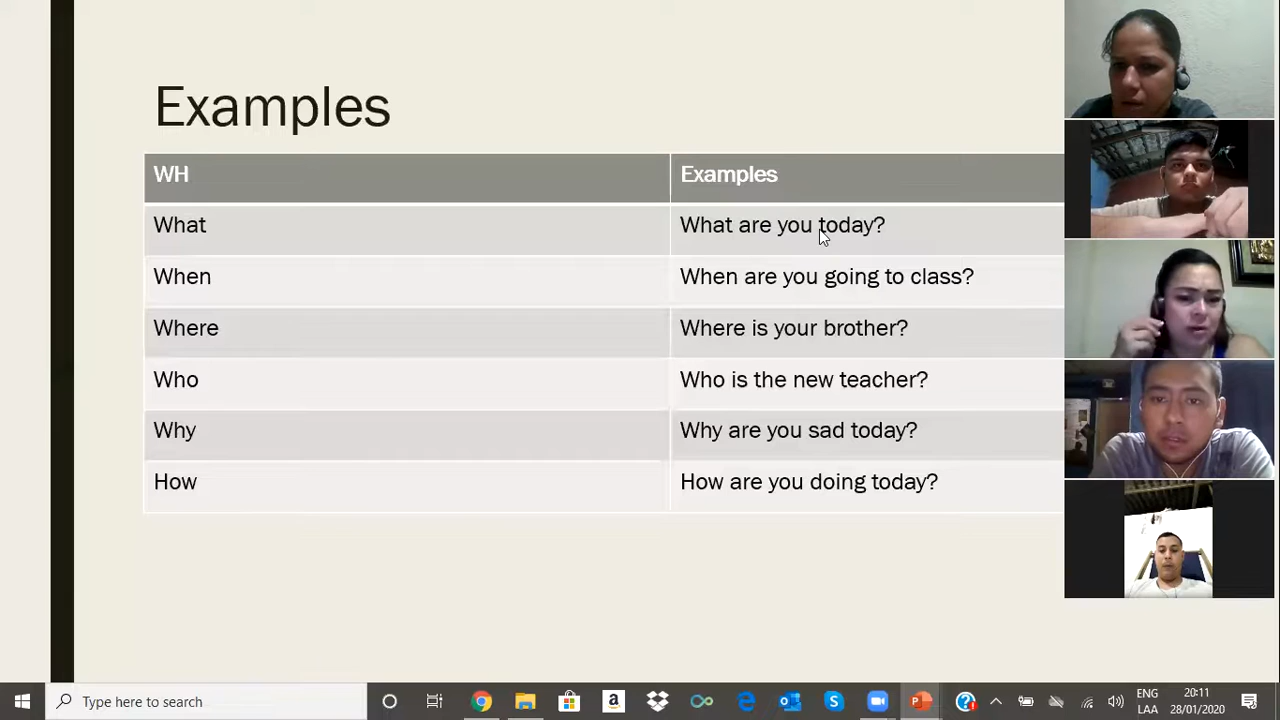 Examples
WH Examples
What What are you today?
When When are you going to class?
Where Where is your brother?
Who Who is the new teacher?
Why Why are you sad today?
How How are you doing today?
Type here to search
ENG 20:11
LAA 28/01/2020